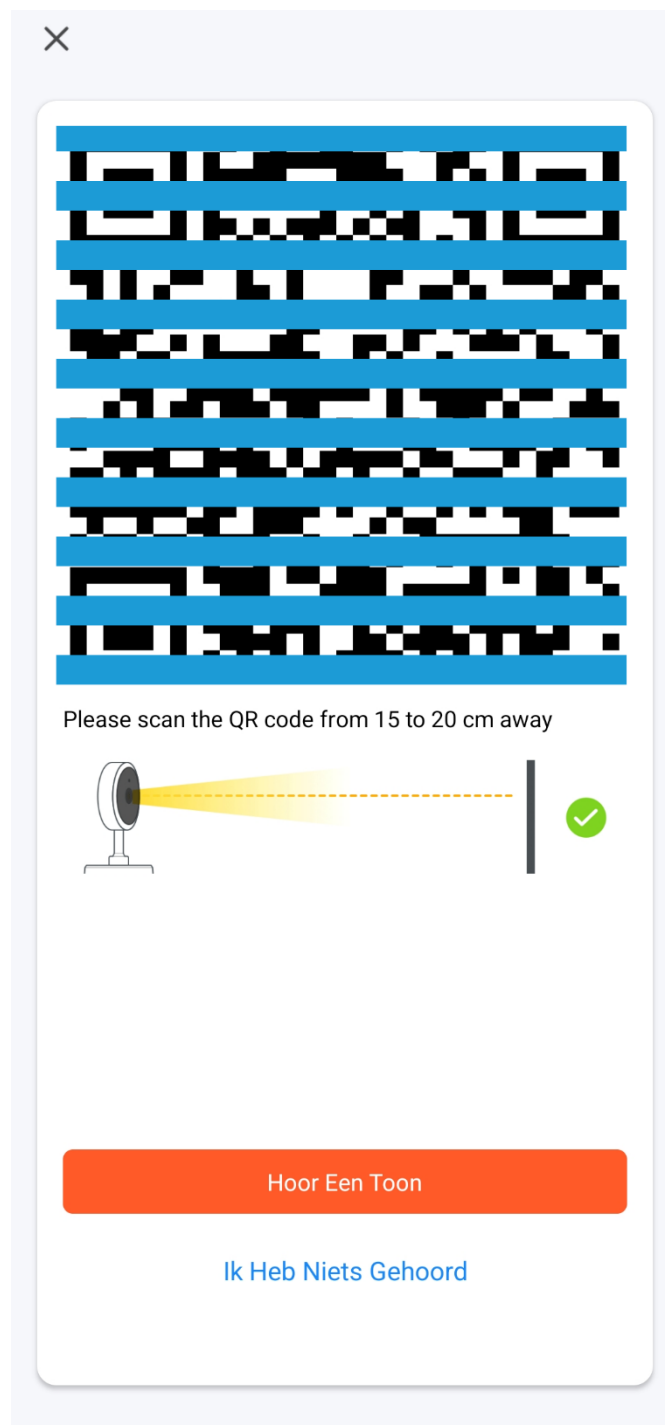 Please scan the QR code from 15 to 20 cm away
Hoor Een Toon
Ik Heb Niets Gehoord